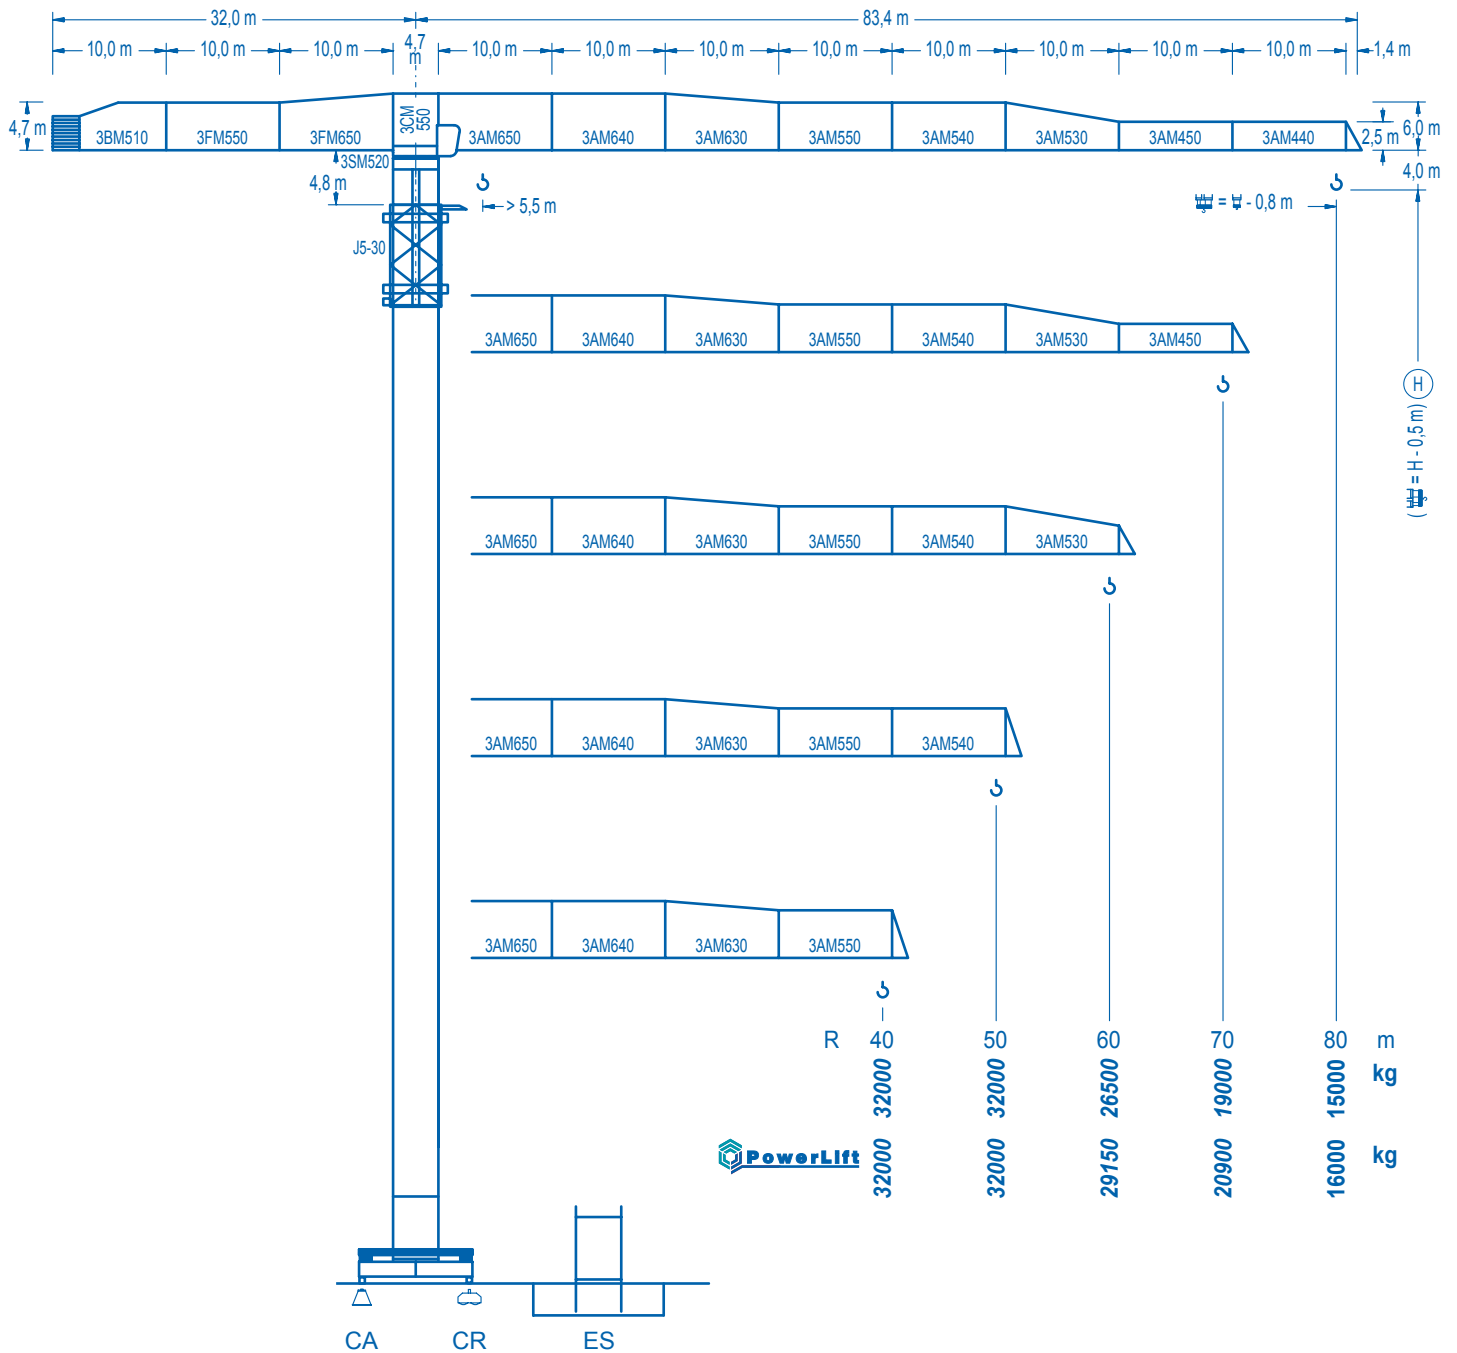 32,0 m 83,4 m
10,0 m 10,0 m 10,0 m 4,7 m 10,0 m 10,0 m 10,0 m 10,0 m 10,0 m 10,0 m 10,0 m 10,0 m 1,4 m
4,7 m 3BM510 3FM550 3FM650 3CM 550 3AM650 3AM640 3AM630 3AM550 3AM540 3AM530 3AM450 3AM440 2,5 m 6,0 m
3SM520 4,0 m
4,8 m > 5,5 m = - 0,8 m
J5-30
3AM650 3AM640 3AM630 3AM550 3AM540 3AM530 3AM450
H
( = H - 0,5 m)
3AM650 3AM640 3AM630 3AM550 3AM540 3AM530
3AM650 3AM640 3AM630 3AM550 3AM540
3AM650 3AM640 3AM630 3AM550
R 40 50 60 70 80 m
32000 32000 26500 19000 15000 kg
PowerLift 32000 32000 29150 20900 16000 kg
CA CR ES